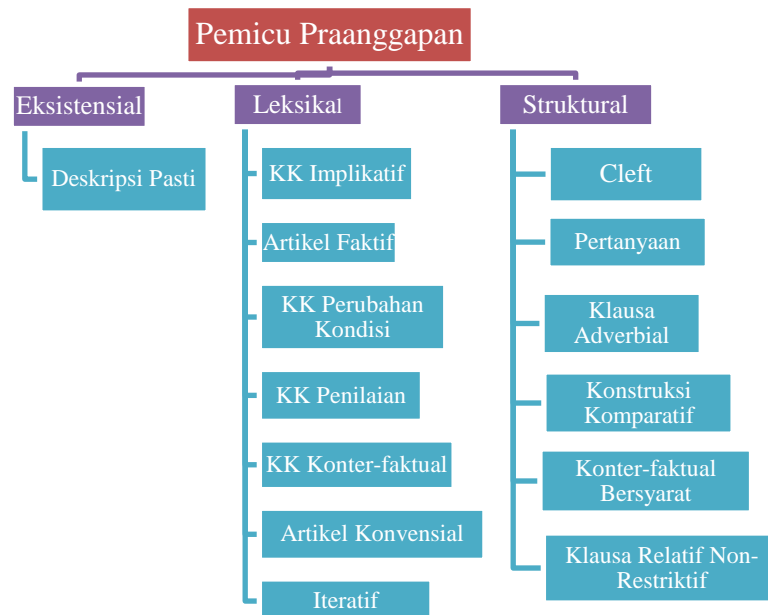 Pemicu Praanggapan
Eksistensial
Deskripsi Pasti
Leksikal
KK Implikatif
Artikel Faktif
KK Perubahan
Kondisi
KK Penilaian
KK Konter-faktual
Artikel Konvensial
Iteratif
Struktural
Cleft
Pertanyaan
Klausa
Adverbial
Konstruksi
Komparatif
Konter-faktual
Bersyarat
Klausa Relatif Non-
Restriktif